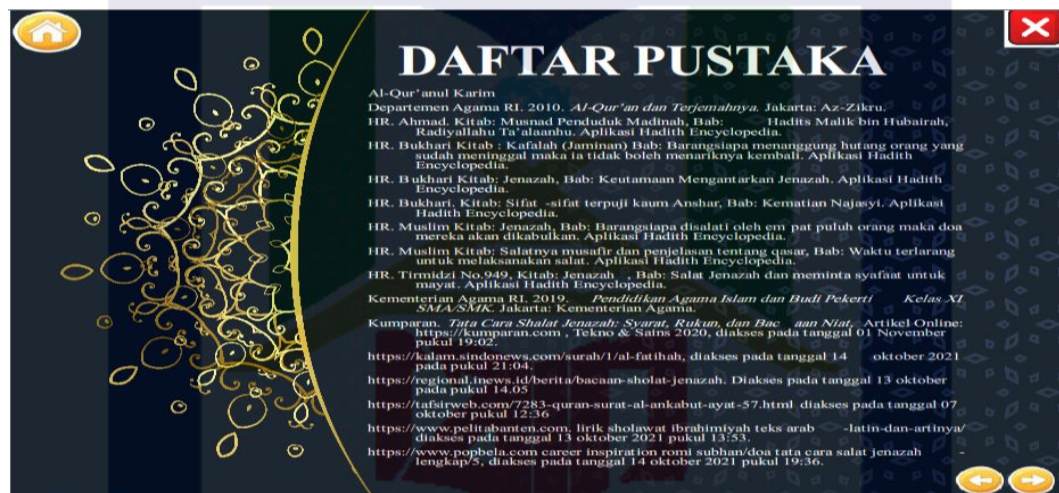 DAFTAR PUSTAKA
Al-Qur'anul Karim
Departemen Agama RI. 2010. Al-Qur'an dan Terjemahnya. Jakarta: Az-Zikru.
HR. Ahmad. Kitab: Musnad Penduduk Madinah, Bab: Hadits Malik bin Hubairah,
Radiyallahu Ta'alaanhu. Aplikasi Hadith Encyclopedia.
HR. Bukhari Kitab : Kafalah (Jaminan) Bab: Barangsiapa menanggung hutang orang yang
sudah meninggal maka ia tidak boleh menariknya kembali. Aplikasi Hadith
Encyclopedia.
HR. Bukhari Kitab: Jenazah, Bab: Keutamaan Mengantarkan Jenazah. Aplikasi Hadith
Encyclopedia.
HR. Bukhari. Kitab: Sifat -sifat terpuji kaum Anshar, Bab: Kematian Najasyi. Aplikasi
Hadith Encyclopedia.
HR. Muslim Kitab: Jenazah, Bab: Barangsiapa disalati oleh em pat puluh orang maka doa
mereka akan dikabulkan. Aplikasi Hadith Encyclopedia.
HR. Muslim Kitab: Salatnya musafir dan penjelasan tentang qasar, Bab: Waktu terlarang
untuk melaksanakan salat. Aplikasi Hadith Encyclopedia.
HR. Tirmidzi No.949, Kitab: Jenazah , Bab: Salat Jenazah dan meminta syafaat untuk
mayat. Aplikasi Hadith Encyclopedia.
Kementerian Agama RI. 2019. Pendidikan Agama Islam dan Budi Pekerti Kelas XI
SMA/SMK. Jakarta: Kementerian Agama.
Kumparan. Tata Cara Shalat Jenazah: Syarat, Rukun, dan Bac aan Niat, Artikel Online:
https://kumparan.com , Tekno & Sains 2020, diakses pada tanggal 01 November
pukul 19:02.
https://kalam.sindonews.com/surah/1/al-fatihah, diakses pada tanggal 14 oktober 2021
pada pukul 21:04.
https://regional.inews.id/berita/bacaan-sholat-jenazah. Diakses pada tanggal 13 oktober
pada pukul 14.05
https://tafsirweb.com/7283-quran-surat-al-ankabut-ayat-57.html diakses pada tanggal 07
oktober pukul 12:36
https://www.pelitabanten.com. lirik sholawat ibrahimiyah teks arab -latin-dan-artinya/
diakses pada tanggal 13 oktober 2021 pukul 13:53.
https://www.popbela.com career inspiration romi subhan/doa tata cara salat jenazah -
lengkap/5, diakses pada tanggal 14 oktober 2021 pukul 19:36.